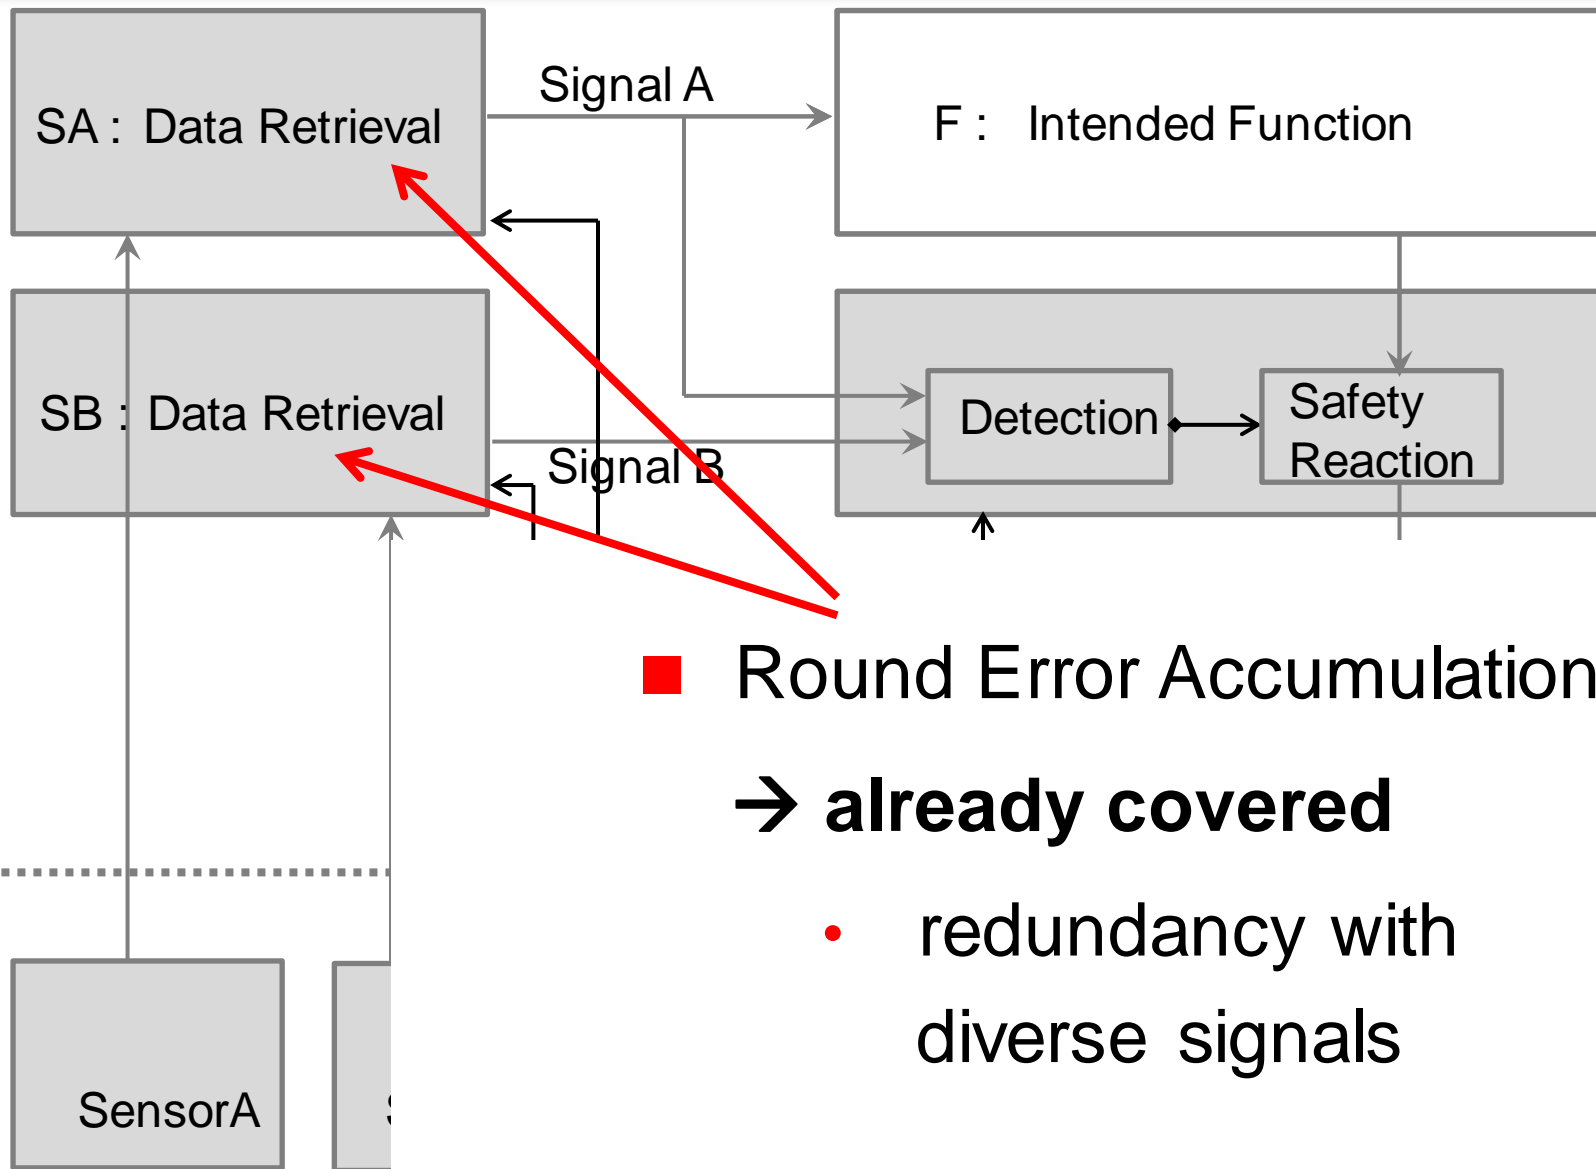 SA : Data Retrieval
Signal A
F : Intended Function
SB : Data Retrieval
Signal B
Detection
Safety
Reaction
Round Error Accumulation
→ already covered
• redundancy with
diverse signals
SensorA